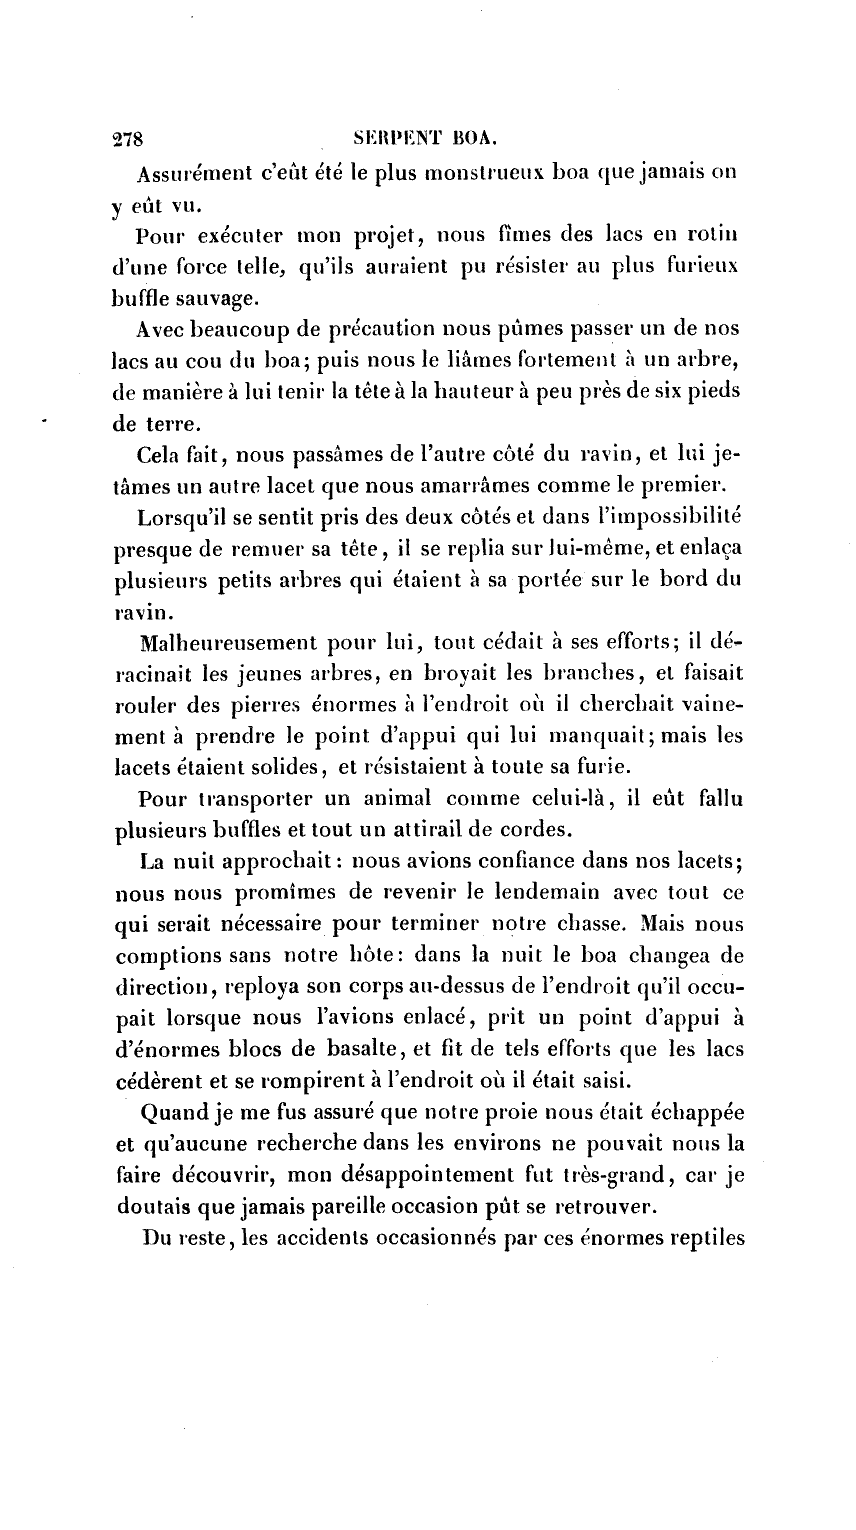 278 SERPENT BOA.
Assurément c'eût été le plus monstrueux boa que jamais on
y eût vu.
Pour exécuter mon projet, nous fîmes des lacs en rotin
d'une force telle, qu'ils auraient pu résister au plus furieux
buffle sauvage.
Avec beaucoup de précaution nous pûmes passer un de nos
lacs au cou du boa; puis nous le liâmes fortement à un arbre,
de manière à lui tenir la tête à la hauteur à peu près de six pieds
de terre.
Cela fait, nous passâmes de l'autre côté du ravin, et lui je-
tâmes un autre lacet que nous amarrâmes comme le premier.
Lorsqu'il se sentit pris des deux côtés et dans l'impossibilité
presque de remuer sa tête, il se replia sur lui-même, et enlaça
plusieurs petits arbres qui étaient à sa portée sur le bord du
ravin.
Malheureusement pour lui, tout cédait à ses efforts; il dé-
racinait les jeunes arbres, en broyait les branches, et faisait
rouler des pierres énormes à l'endroit où il cherchait vaine-
ment à prendre le point d'appui qui lui manquait; mais les
lacets étaient solides, et résistaient à toute sa furie.
Pour transporter un animal comme celui-là, il eût fallu
plusieurs buffles et tout un attirail de cordes.
La nuit approchait: nous avions confiance dans nos lacets;
nous nous promîmes de revenir le lendemain avec tout ce
qui serait nécessaire pour terminer notre chasse. Mais nous
comptions sans notre hôte: dans la nuit le boa changea de
direction, reploya son corps au-dessus de l'endroit qu'il occu-
pait lorsque nous l'avions enlacé, prit un point d'appui à
d'énormes blocs de basalte, et fit de tels efforts que les lacs
cédèrent et se rompirent à l'endroit où il était saisi.
Quand je me fus assuré que notre proie nous était échappée
et qu'aucune recherche dans les environs ne pouvait nous la
faire découvrir, mon désappointement fut très-grand, car je
doutais que jamais pareille occasion pût se retrouver.
Du reste, les accidents occasionnés par ces énormes reptiles